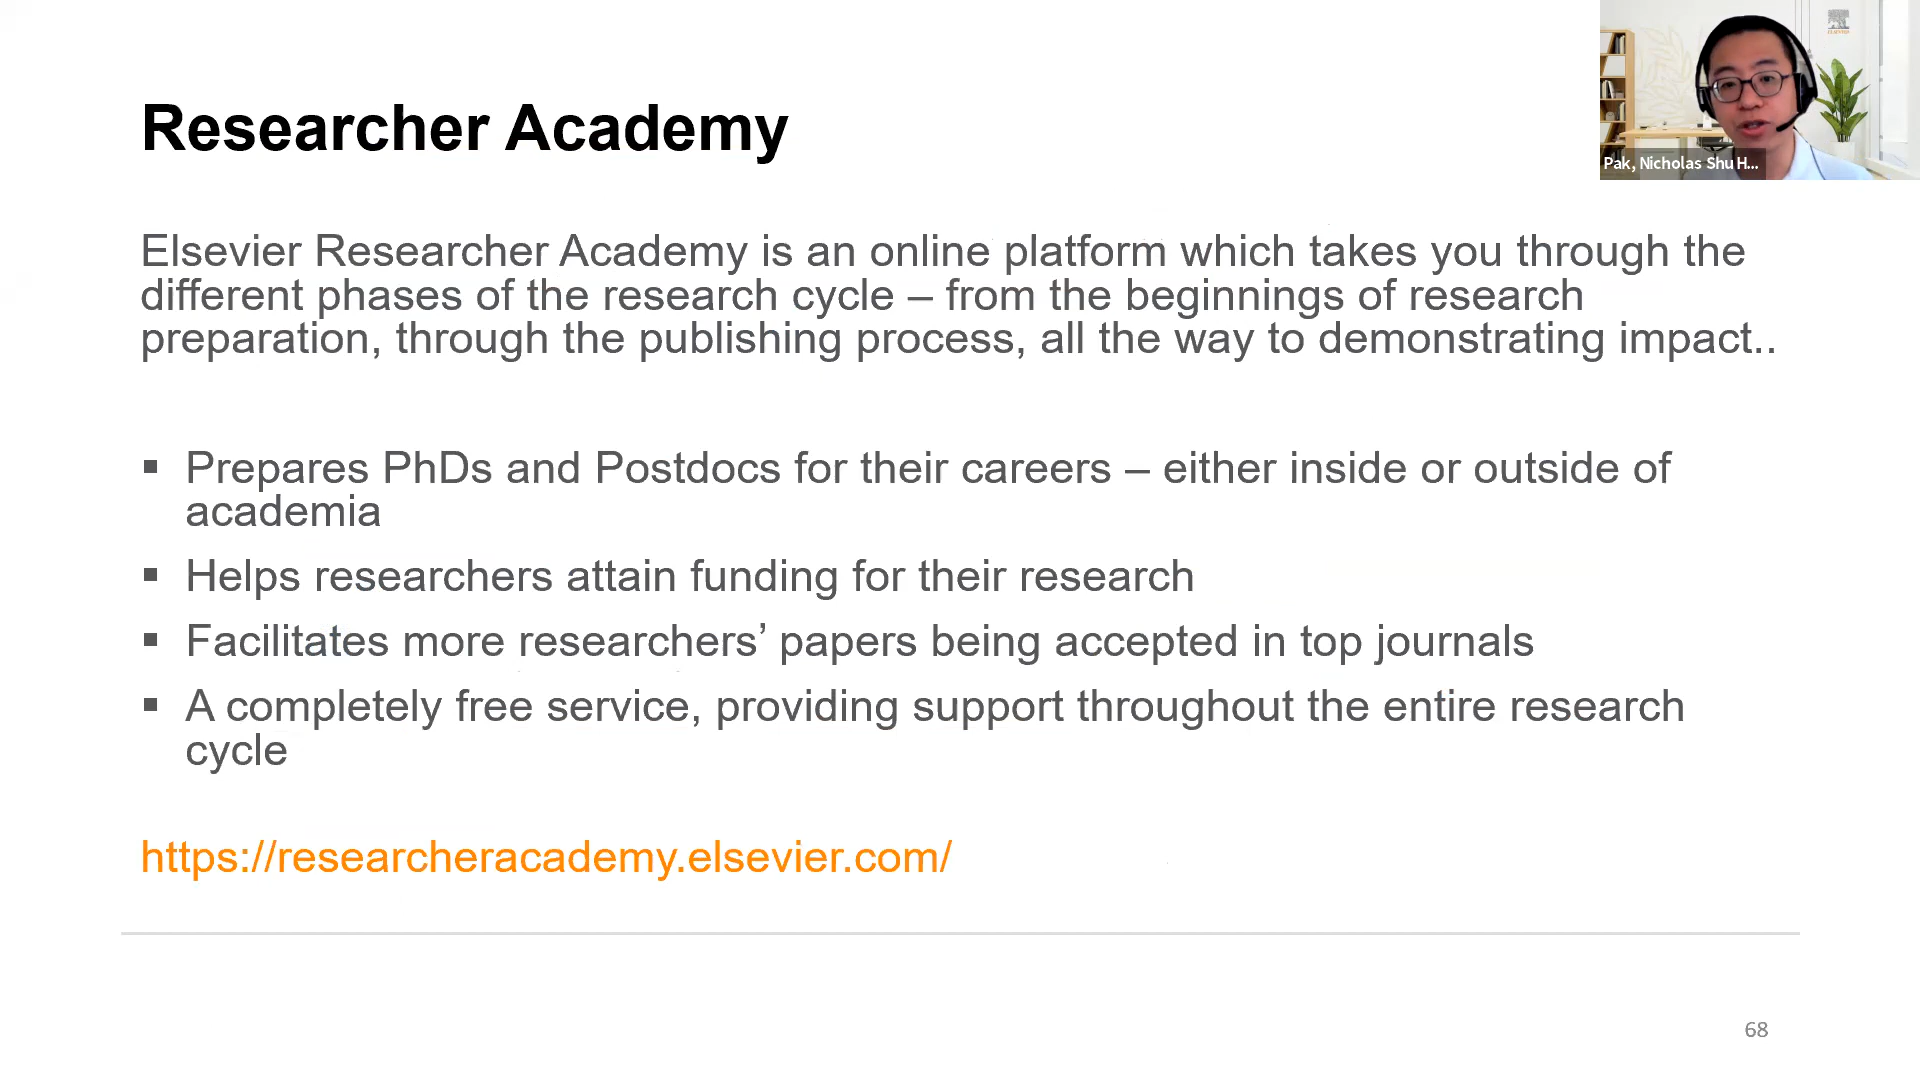 Researcher Academy
ELSEVIER
Pak, Nicholas Shu H...
Elsevier Researcher Academy is an online platform which takes you through the
different phases of the research cycle – from the beginnings of research
preparation, through the publishing process, all the way to demonstrating impact..
▪ Prepares PhDs and Postdocs for their careers – either inside or outside of
academia
▪ Helps researchers attain funding for their research
▪ Facilitates more researchers’ papers being accepted in top journals
▪ A completely free service, providing support throughout the entire research
cycle
https://researcheracademy.elsevier.com/
68